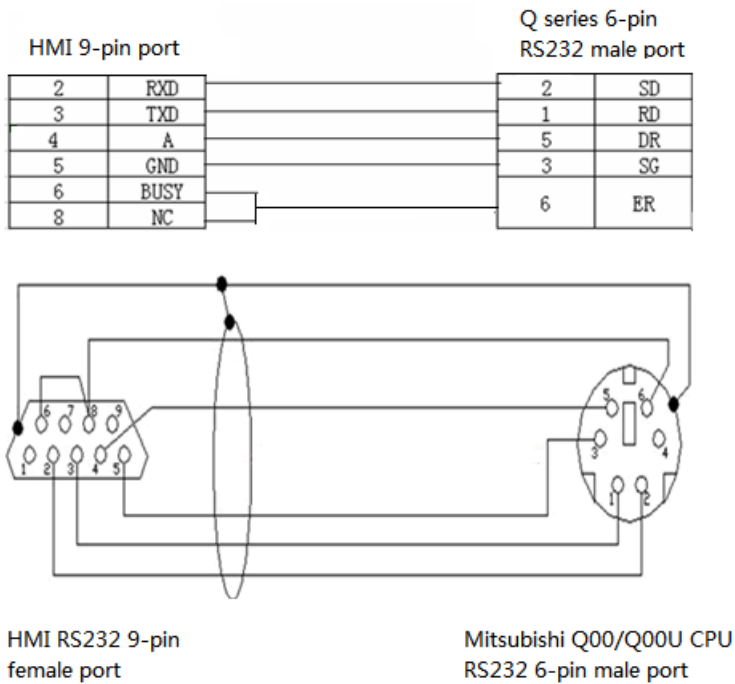 Q series 6-pin
HMI 9-pin port
RS232 male port
2 RXD 2 SD
3 TXD 1 RD
4 A 5 DR
5 GND 3 SG
6 BUSY
6 ER
8 NC
6 7 8 9
5 6
3 4
1 2 3 4 5
1 2
HMI RS232 9-pin
Mitsubishi Q00/Q00U CPU
female port
RS232 6-pin male port